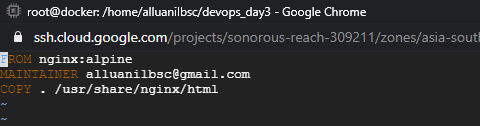 root@docker: /home/alluanilbsc/devops_day3 - Google Chrome
ssh.cloud.google.com/projects/sonorous-reach-309211/zones/asia-sout
FROM nginx:alpine
MAINTAINER alluanilbsc@gmail.com
COPY . /usr/share/nginx/html
~
~